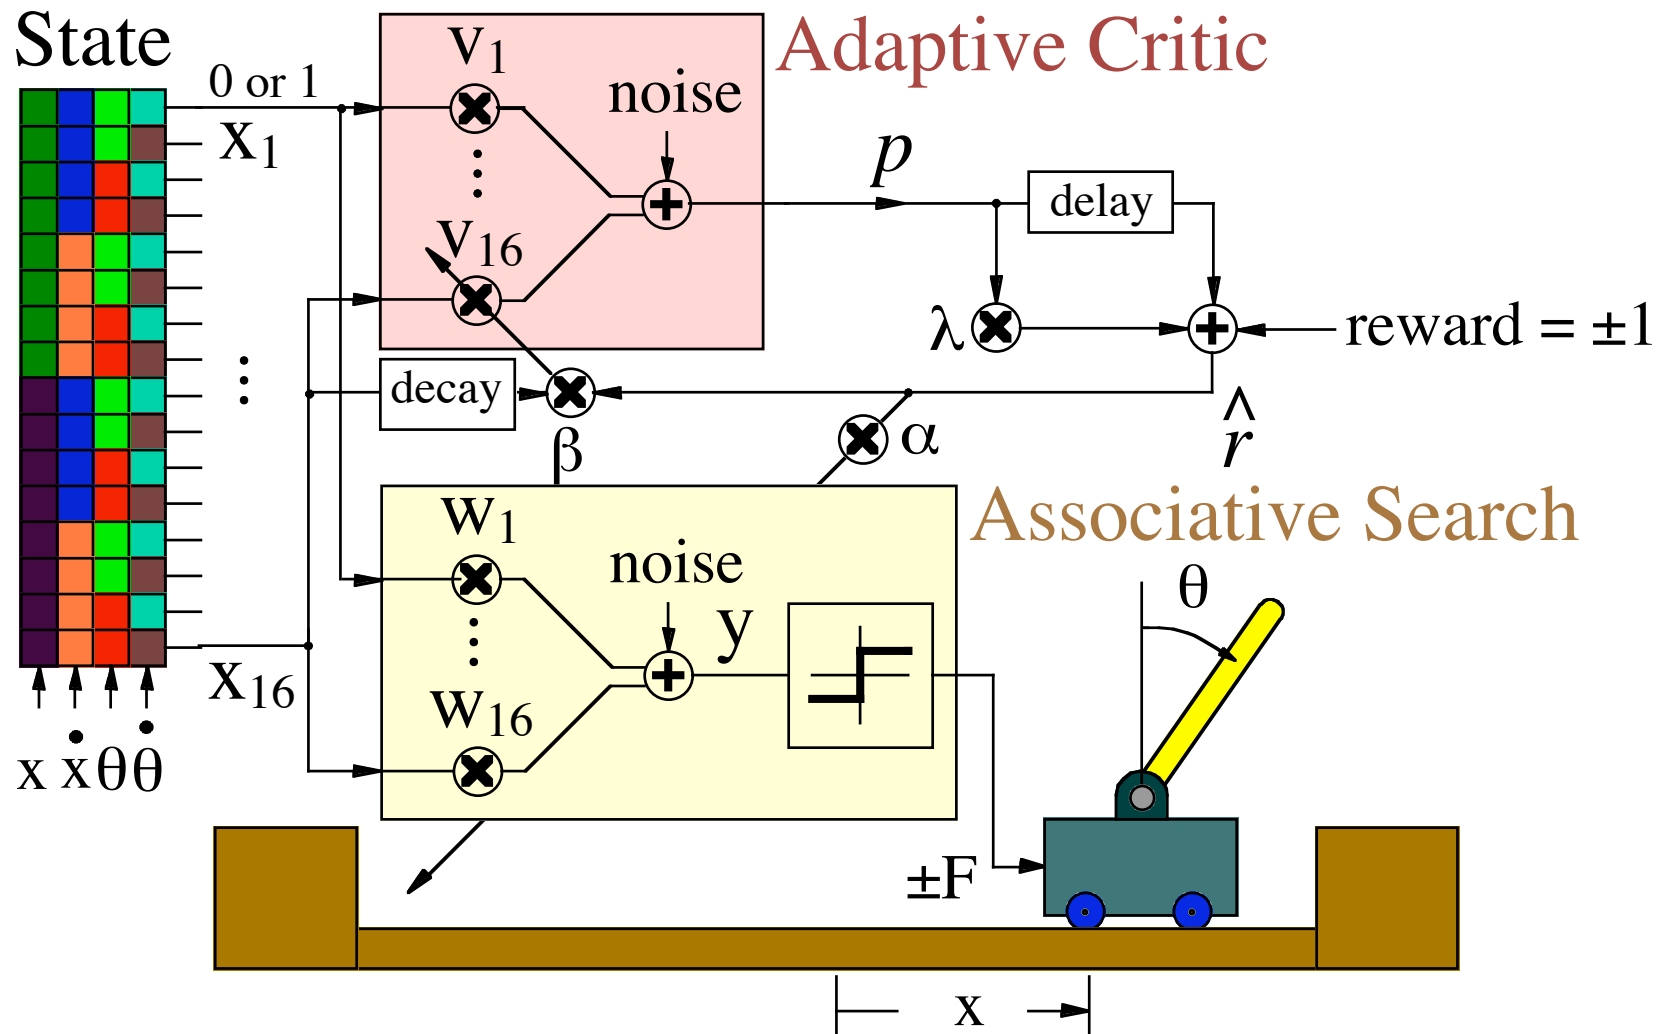 State
Adaptive Critic
0 or 1
x1
v1
noise
p
delay
v16
λ
reward = ±1
decay
β
α
r̂
Associative Search
w1
noise
y
θ
w16
x16
x ẋ θ θ̇
±F
x